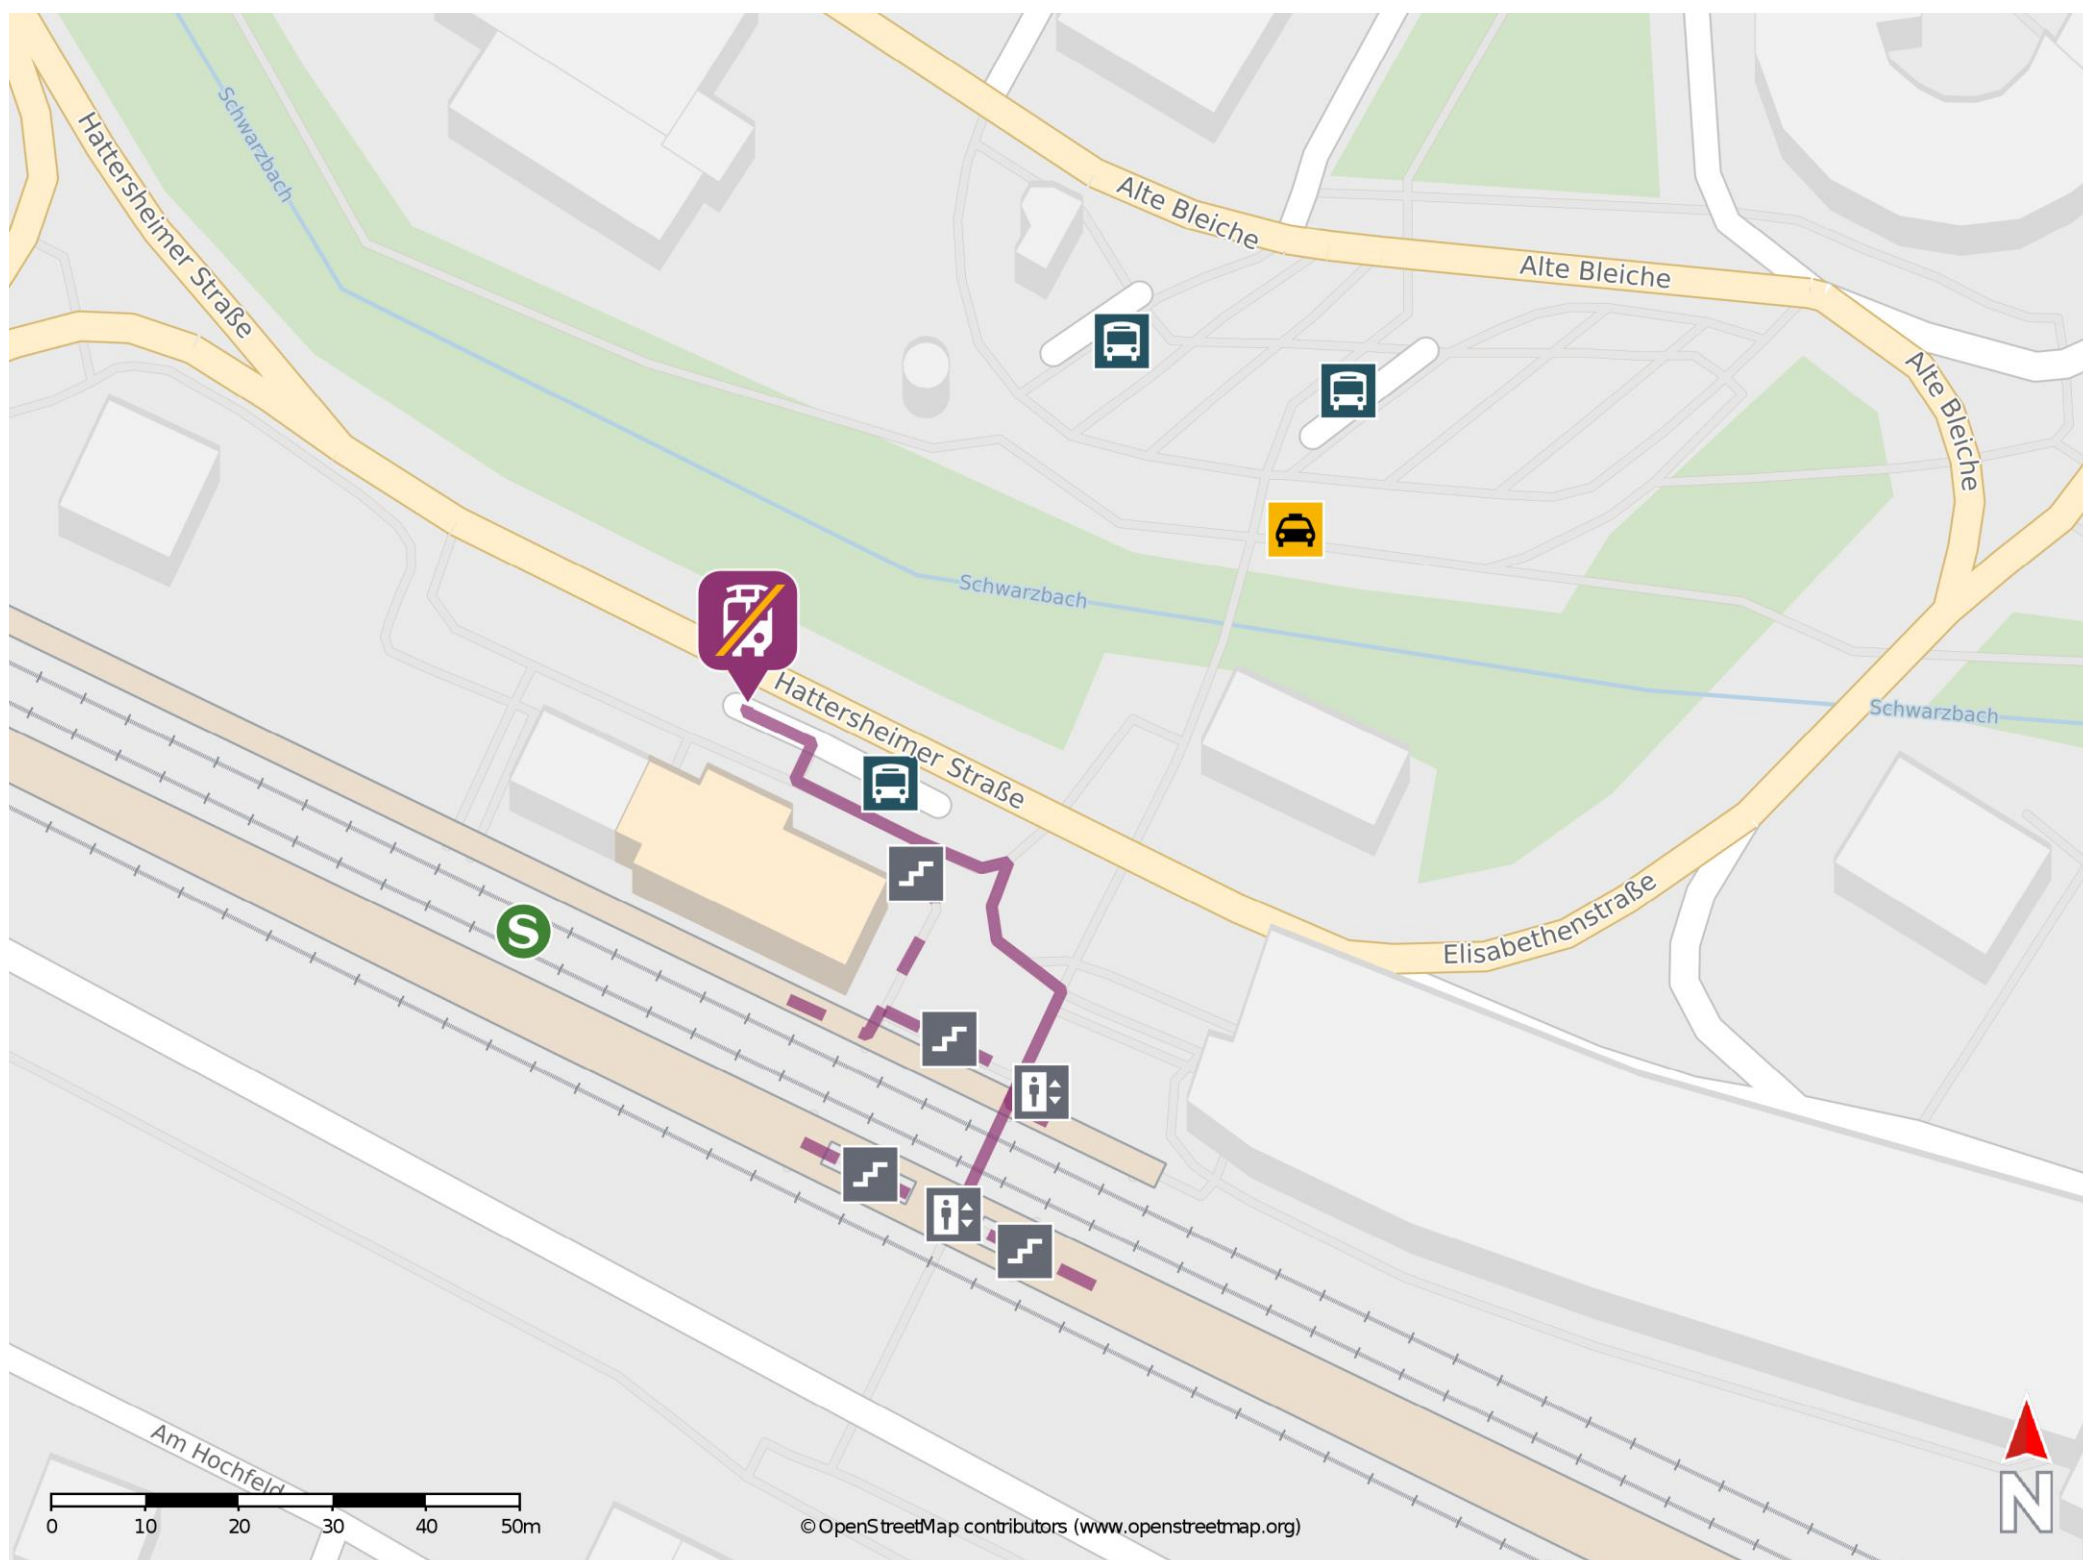 Schwarzbach
Hattersheimer Straße
Alte Bleiche
Alte Bleiche
Alte Bleiche
Schwarzbach
Hattersheimer Straße
Schwarzbach
Elisabethenstraße
S
Am Hochfeld
0 10 20 30 40 50m
© OpenStreetMap contributors (www.openstreetmap.org)
N